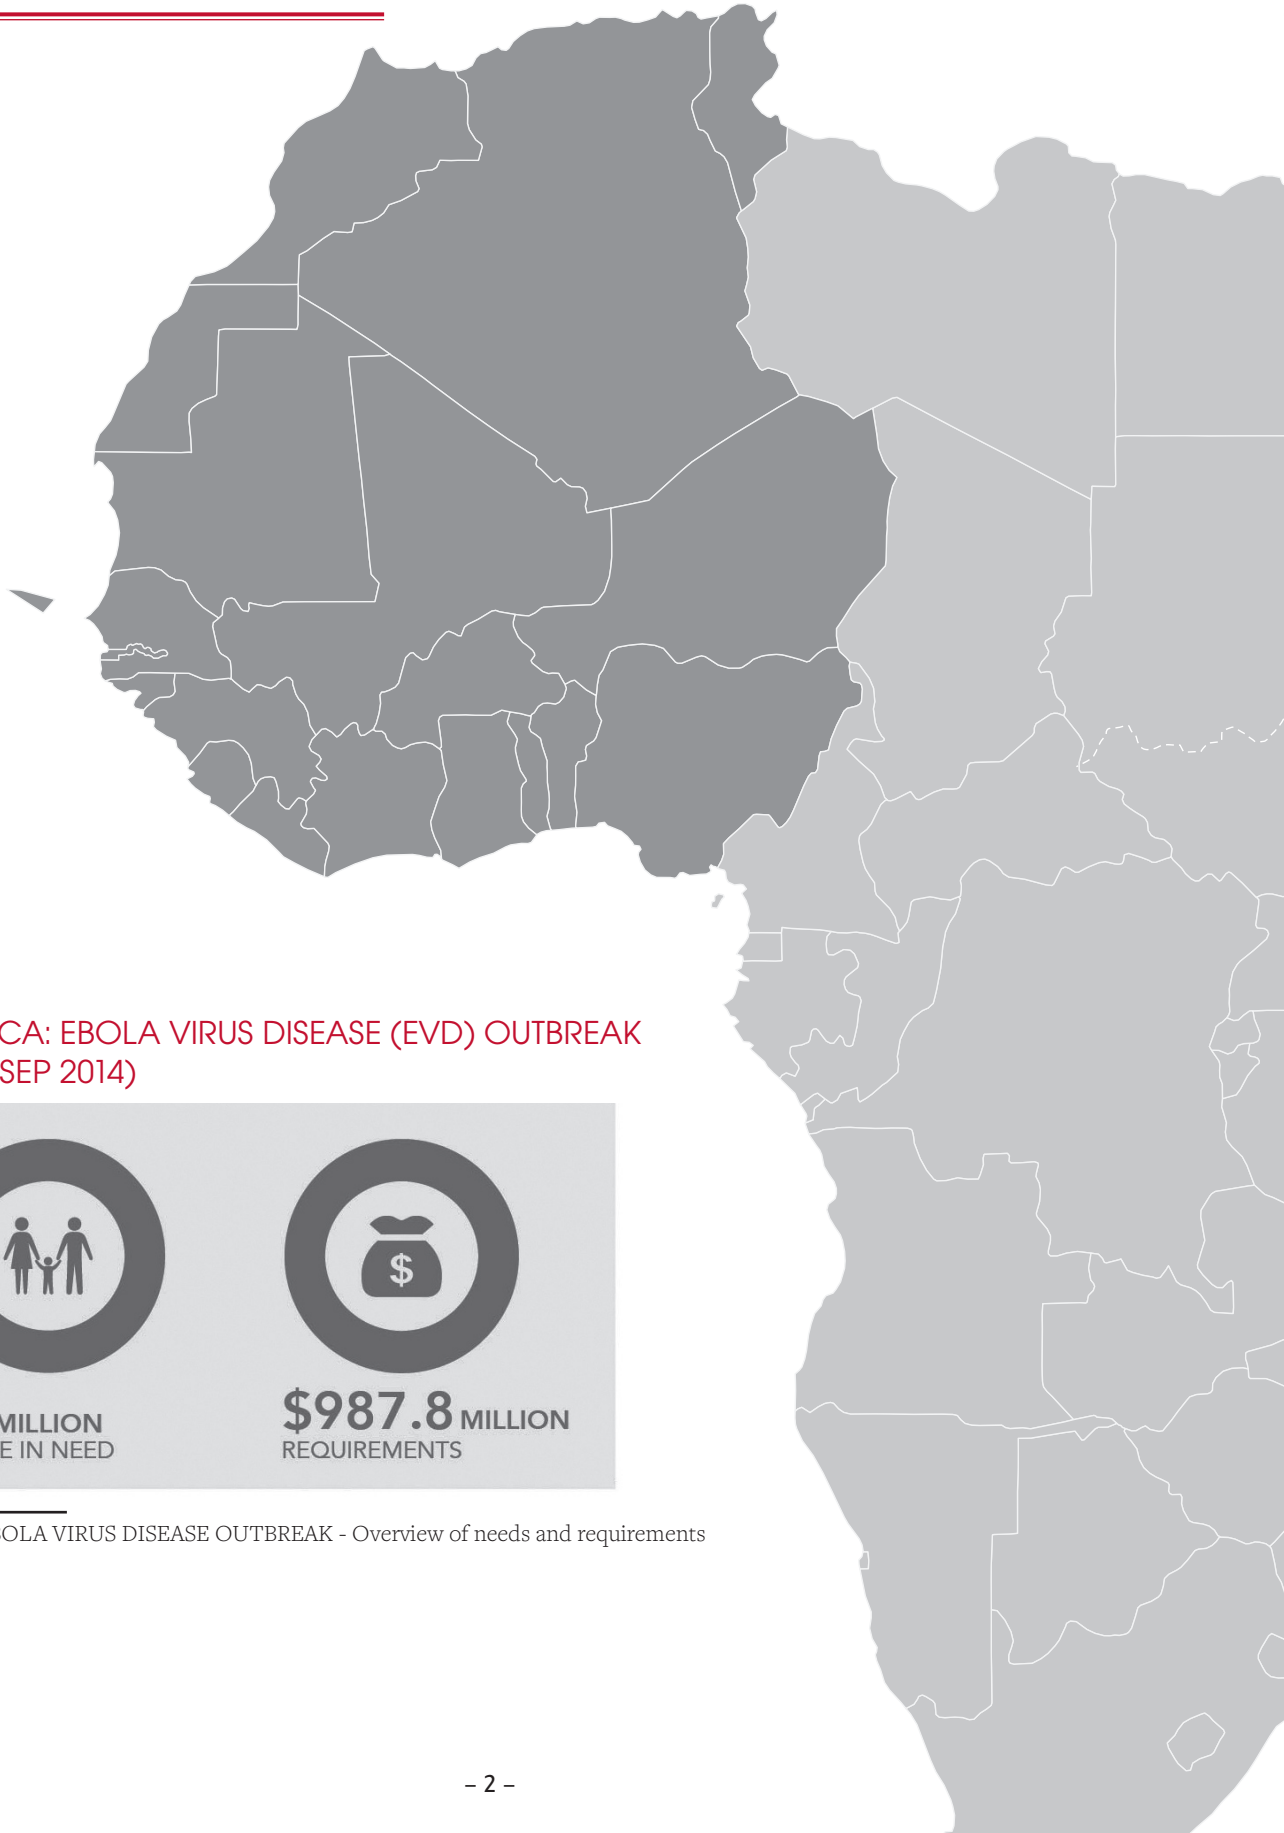 CA: EBOLA VIRUS DISEASE (EVD) OUTBREAK
SEP 2014)
$
MILLION
E IN NEED
$987.8 MILLION
REQUIREMENTS
OLA VIRUS DISEASE OUTBREAK - Overview of needs and requirements
– 2 –